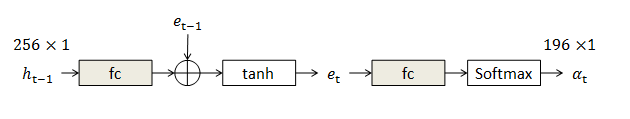 e_{t−1}
256 × 1
196 ×1
h_{t−1} fc tanh e_t fc Softmax α_t